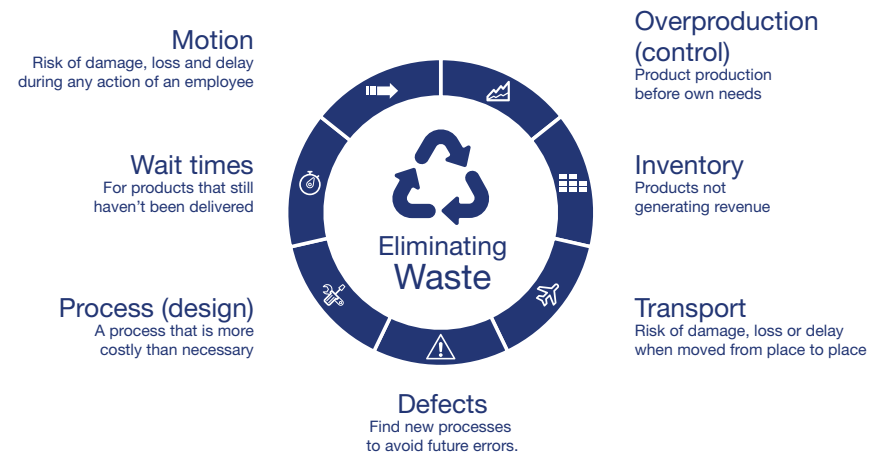 Motion
Risk of damage, loss and delay
during any action of an employee
Overproduction
(control)
Product production
before own needs
Wait times
For products that still
haven't been delivered
Inventory
Products not
generating revenue
Eliminating
Waste
Process (design)
A process that is more
costly than necessary
Transport
Risk of damage, loss or delay
when moved from place to place
Defects
Find new processes
to avoid future errors.